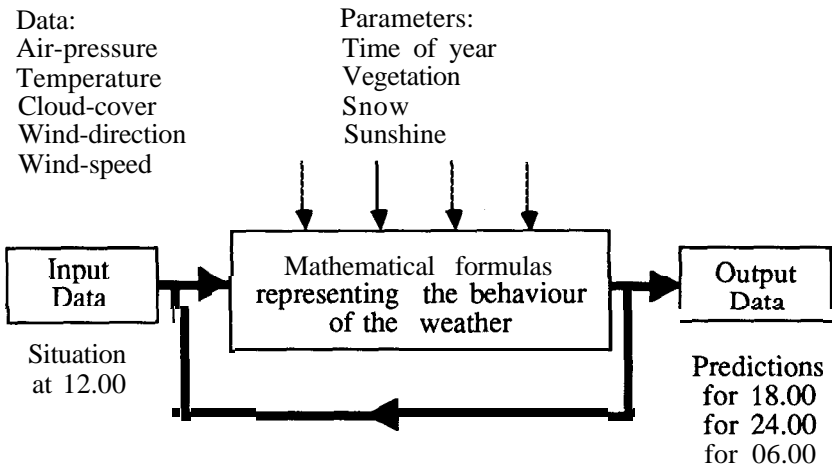 Data:
Air-pressure
Temperature
Cloud-cover
Wind-direction
Wind-speed
Parameters:
Time of year
Vegetation
Snow
Sunshine
Input
Data
Situation
at 12.00
Mathematical formulas
representing the behaviour
of the weather
Output
Data
Predictions
for 18.00
for 24.00
for 06.00